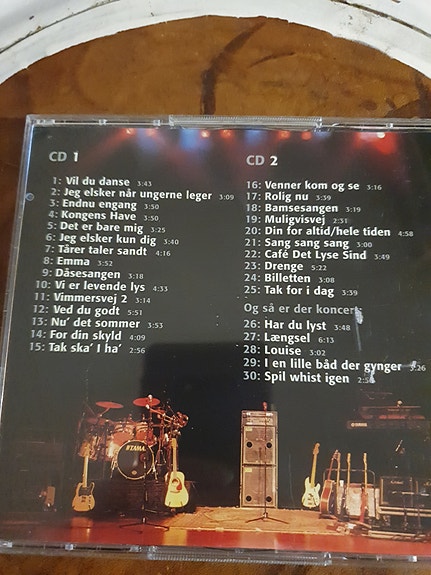 CD 1
1: Vil du danse 3:43
2: Jeg elsker når ungerne leger 3:09
3: Endnu engang 3:50
4: Kongens Have 3:50
5: Det er bare mig 3:25
6: Jeg elsker kun dig 3:40
7: Tårer taler sandt 4:16
8: Emma 3:52
9: Dåsesangen 3:18
10: Vi er levende lys 4:33
11: Vimmersvej 2 3:14
12: Ved du godt 5:51
13: Nu' det sommer 3:53
14: For din skyld 4:09
15: Tak ska' I ha' 2:56
CD 2
16: Venner kom og se 3:16
17: Rolig nu 3:39
18: Bamsesangen 3:39
19: Muligvisvej 2:31
20: Din for altid/hele tiden 4:58
21: Sang sang sang 3:00
22: Café Det Lyse Sind 3:49
23: Drenge 5:22
24: Billetten 3:08
25: Tak for i dag 3:39
Og så er der koncert:
26: Har du lyst 3:48
27: Længsel 6:13
28: Louise 3:02
29: I en lille båd der gynger 3:26
30: Spil whist igen
TAMA